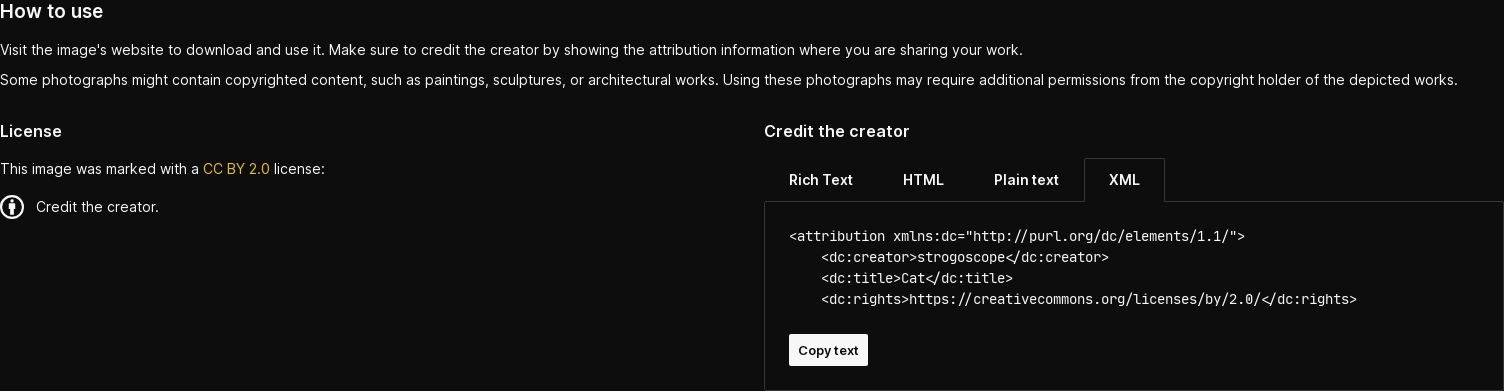 How to use
Visit the image's website to download and use it. Make sure to credit the creator by showing the attribution information where you are sharing your work.
Some photographs might contain copyrighted content, such as paintings, sculptures, or architectural works. Using these photographs may require additional permissions from the copyright holder of the depicted works.
License
This image was marked with a CC BY 2.0 license:
Credit the creator.
Credit the creator
Rich Text HTML Plain text XML
<attribution xmlns:dc="http://purl.org/dc/elements/1.1/">
    <dc:creator>strogoscope</dc:creator>
    <dc:title>Cat</dc:title>
    <dc:rights>https://creativecommons.org/licenses/by/2.0/</dc:rights>
Copy text